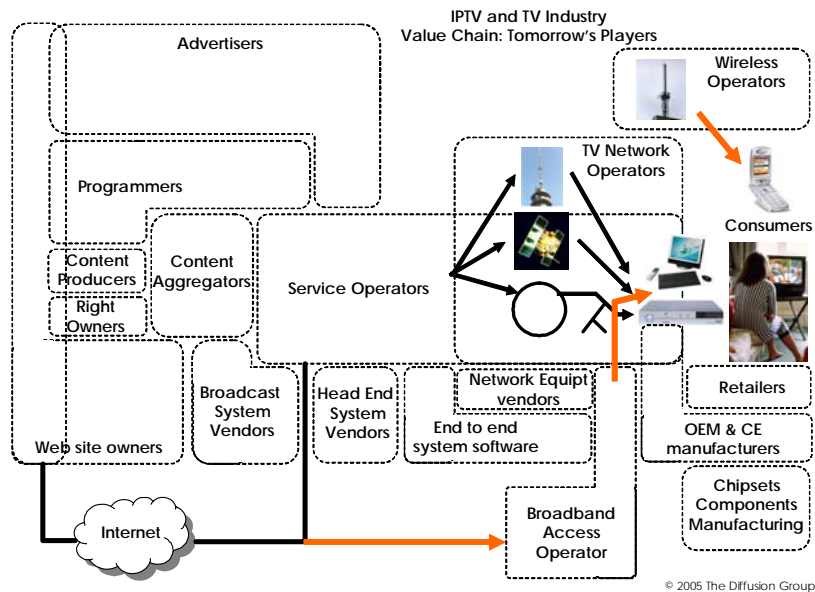 IPTV and TV Industry
Value Chain: Tomorrow's Players
Advertisers
Wireless
Operators
TV Network
Operators
Programmers
Consumers
Content
Producers
Content
Aggregators
Service Operators
Right
Owners
Network Equipt
vendors
Retailers
Broadcast
System
Vendors
Head End
System
Vendors
End to end
system software
OEM & CE
manufacturers
Web site owners
Chipsets
Components
Manufacturing
Internet
Broadband
Access
Operator
© 2005 The Diffusion Group